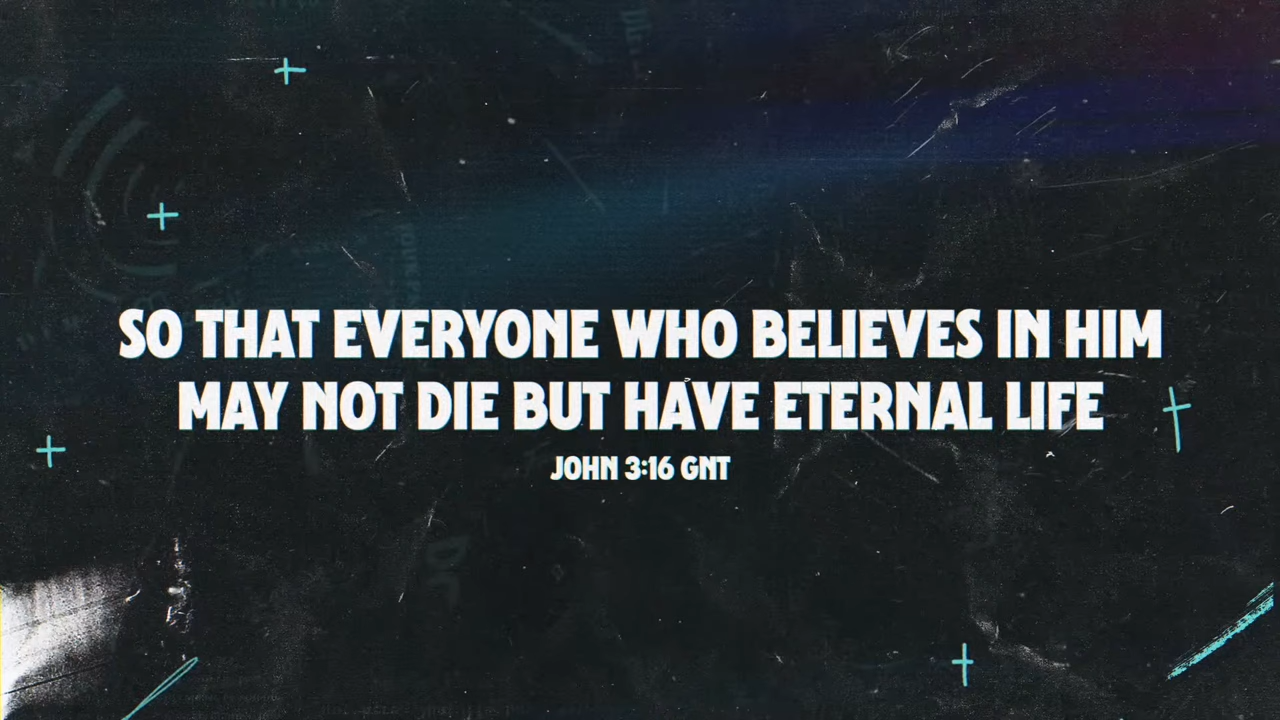 SO THAT EVERYONE WHO BELIEVES IN HIM
MAY NOT DIE BUT HAVE ETERNAL LIFE
JOHN 3:16 GNT